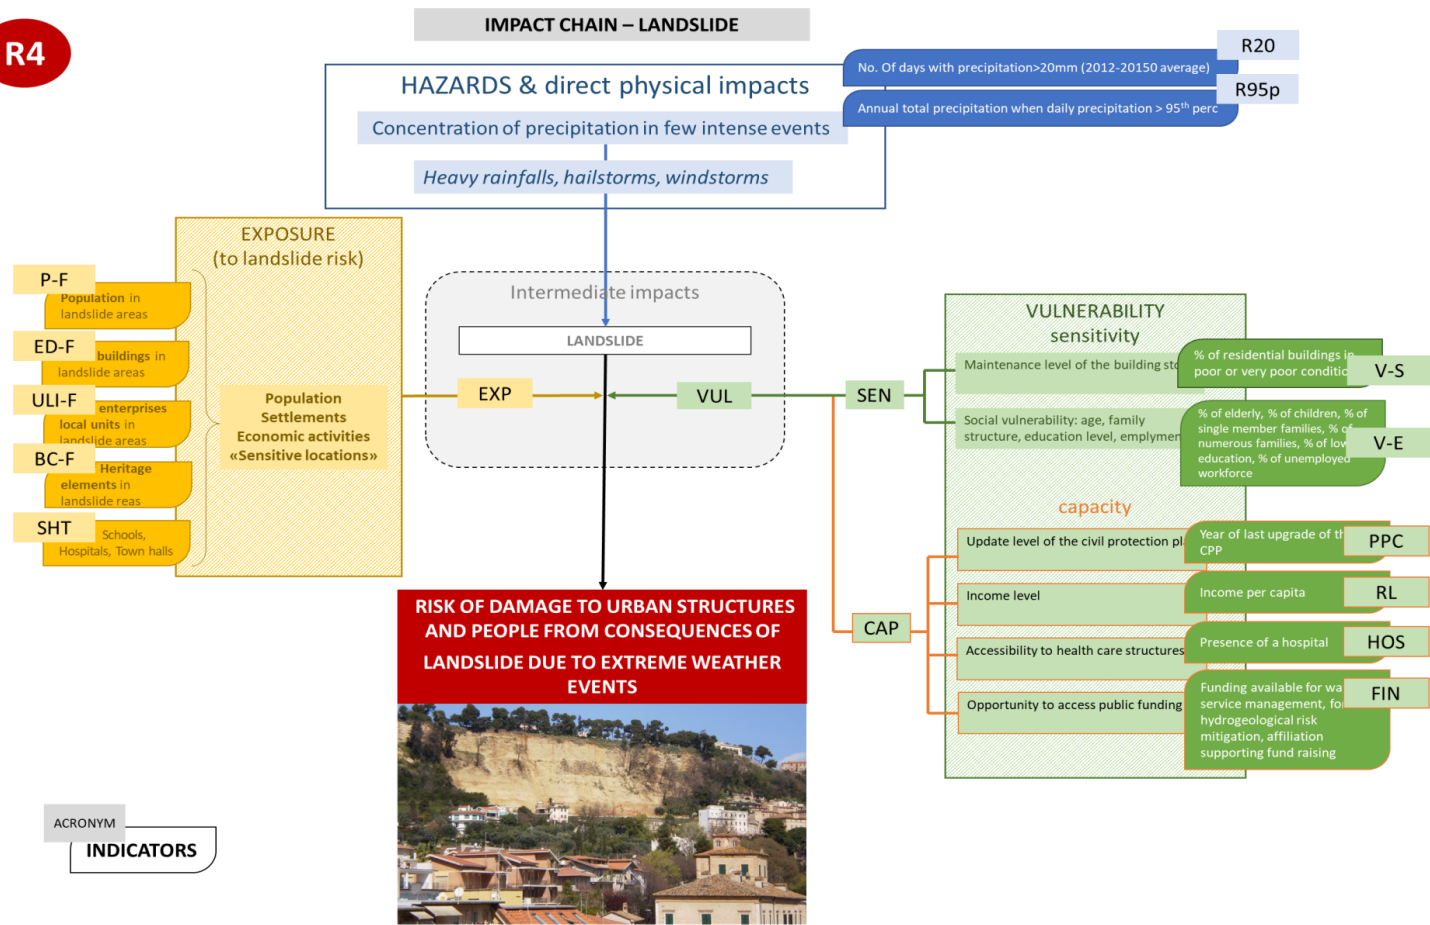 IMPACT CHAIN – LANDSLIDE
R4
HAZARDS & direct physical impacts
Concentration of precipitation in few intense events
Heavy rainfalls, hailstorms, windstorms
R20
No. Of days with precipitation>20mm (2012-20150 average)
R95p
Annual total precipitation when daily precipitation > 95th perc
EXPOSURE
(to landslide risk)
P-F
Population in
landslide areas
ED-F
buildings in
landslide areas
ULI-F
enterprises
local units in
landslide areas
BC-F
Heritage
elements in
landslide reas
SHT
Schools,
Hospitals, Town halls
Population
Settlements
Economic activities
«Sensitive locations»
Intermediate impacts
LANDSLIDE
EXP
VUL
SEN
CAP
VULNERABILITY
sensitivity
Maintenance level of the building
% of residential buildings in
poor or very poor
V-S
Social vulnerability: age, family
structure, education level,
% of elderly, % of children, % of
single member families, % of
numerous families, % of
education, % of unemployed
workforce
V-E
capacity
Update level of the civil protection
Year of last upgrade of
CPP
PPC
Income level
Income per capita
RL
Accessibility to health care structures
Presence of a hospital
HOS
Opportunity to access public funding
Funding available for
service management,
hydrogeological risk
mitigation, affiliation
supporting fund raising
FIN
RISK OF DAMAGE TO URBAN STRUCTURES
AND PEOPLE FROM CONSEQUENCES OF
LANDSLIDE DUE TO EXTREME WEATHER
EVENTS
ACRONYM
INDICATORS